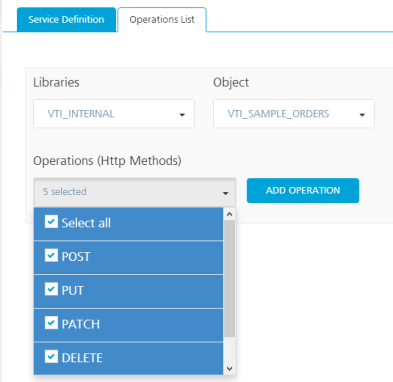 Service Definition
Operations List
Libraries
Object
VTI_INTERNAL
VTI_SAMPLE_ORDERS
Operations (Http Methods)
5 selected
ADD OPERATION
Select all
POST
PUT
PATCH
DELETE